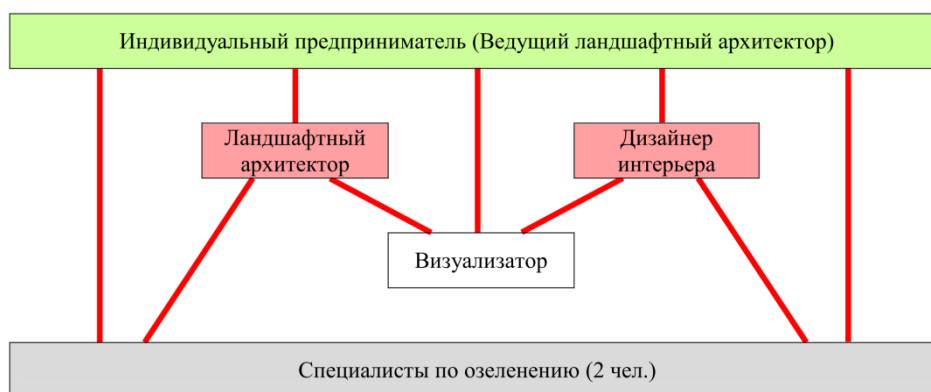 Индивидуальный предприниматель (Ведущий ландшафтный архитектор)
Ландшафтный
архитектор
Дизайнер
интерьера
Визуализатор
Специалисты по озеленению (2 чел.)